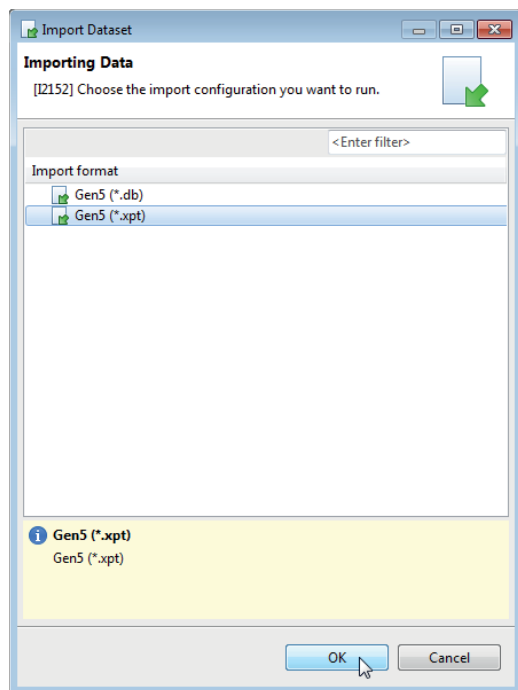 Import Dataset
Importing Data
[I2152] Choose the import configuration you want to run.
<Enter filter>
Import format
Gen5 (*.db)
Gen5 (*.xpt)
Gen5 (*.xpt)
Gen5 (*.xpt)
OK
Cancel